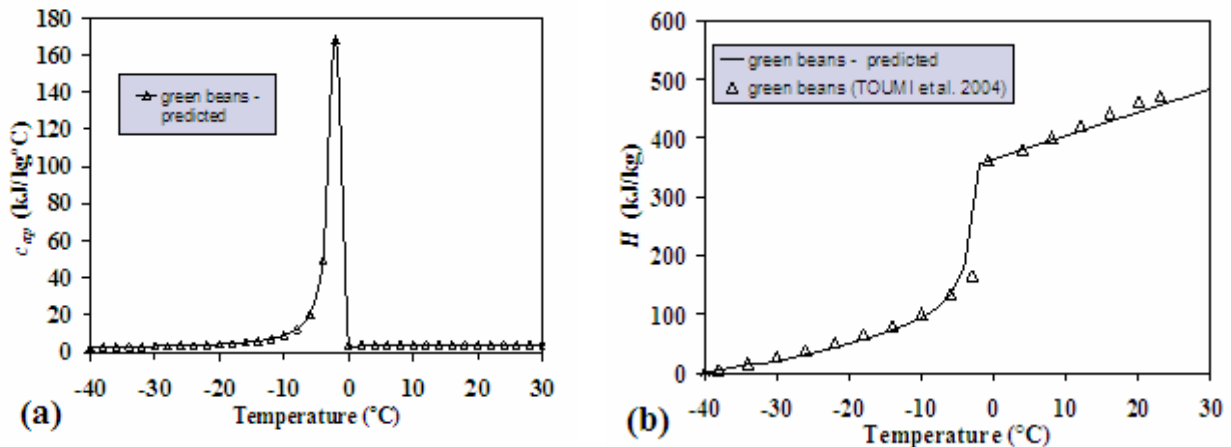 180
160
140
120
100
80
60
40
20
0
c_ap (kJ/kg°C)
green beans -
predicted
-40 -30 -20 -10 0 10 20 30
Temperature (°C)
(a)
600
500
400
300
200
100
0
H (kJ/kg)
green beans - predicted
green beans (TOUMI et al. 2004)
-40 -30 -20 -10 0 10 20 30
Temperature (°C)
(b)